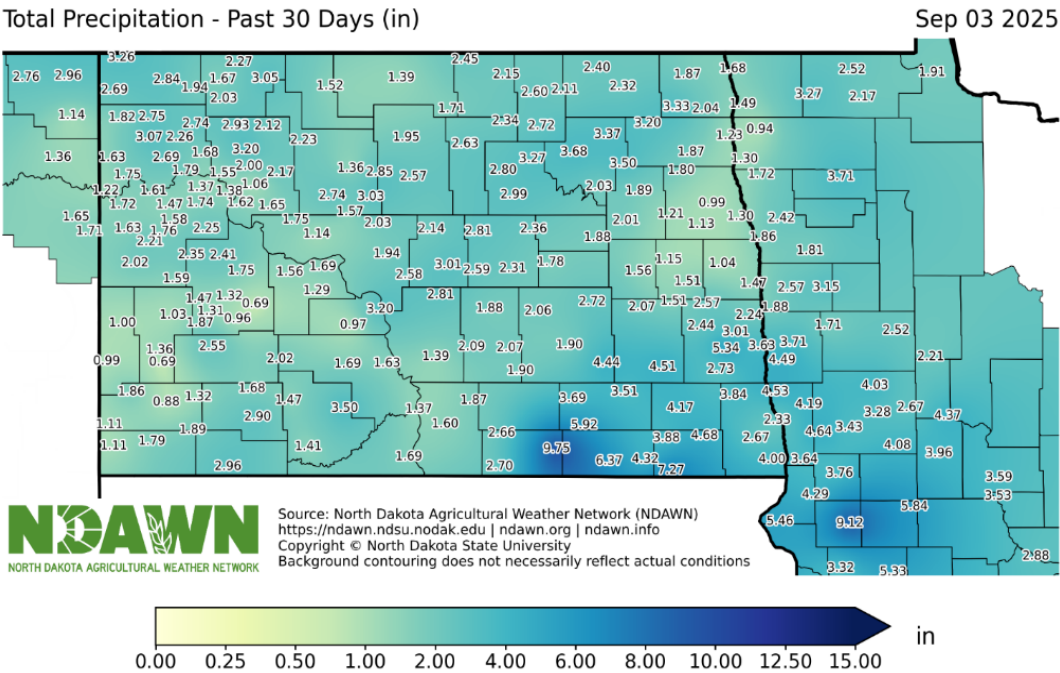 Total Precipitation - Past 30 Days (in) Sep 03 2025
3.26 2.27 2.45
2.76 2.96 2.84 1.67 3.05 1.39 2.15 2.40 1.87 1.68 2.52 1.91
2.69 1.94 1.52 2.60 2.11 2.32 3.27 2.17
2.03 1.71 3.33 2.04 1.49
1.14 1.82 2.75 2.74 2.93 2.12 2.34 2.72 3.20
3.07 2.26 2.23 1.95 2.63 3.37 1.23 0.94
1.36 1.63 2.69 1.68 3.20 3.27 3.68 1.87 1.30
1.75 1.79 1.55 2.00 2.17 1.36 2.85 2.57 2.80 3.50 1.80 1.72 3.71
1.22 1.61 1.37 1.38 1.06 2.74 3.03 2.99 2.03 1.89
1.72 1.47 1.74 1.62 1.65 1.57 0.99
1.65 1.58 1.75 2.03 2.01 1.21 1.30 2.42
1.71 1.63 1.76 2.25 1.14 2.14 2.81 2.36 1.13
2.21 1.88 1.86
2.02 2.35 2.41 1.94 1.78 1.15 1.04 1.81
1.59 1.75 1.56 1.69 2.58 3.01 2.59 2.31 1.56
1.29 1.51 1.47 2.57 3.15
1.47 1.32 0.69 2.81 2.72 1.51 2.57
1.03 1.31 3.20 1.88 2.06 2.07 2.24 1.88
1.00 1.87 0.96 0.97 2.44 3.01 1.71 2.52
1.36 2.55 2.09 2.07 1.90 5.34 3.63 3.71
0.99 0.69 2.02 1.69 1.63 1.39 1.90 4.44 4.51 2.73 4.49 2.21
1.86 0.88 1.32 1.68 1.47 3.50 1.37 1.87 3.69 3.51 4.17 3.84 4.53 4.19 4.03
1.11 1.89 2.90 1.60 2.66 5.92 3.88 4.68 2.33 4.64 3.43 3.28 2.67 4.37
1.11 1.79 1.41 1.69 9.75 2.67 4.08 3.96
2.96 2.70 6.37 4.32 7.27 4.00 3.64 3.76 3.59
4.29 5.84 3.53
5.46 9.12
3.32 5.33 2.88
NDAWN
NORTH DAKOTA AGRICULTURAL WEATHER NETWORK
Source: North Dakota Agricultural Weather Network (NDAWN)
https://ndawn.ndsu.nodak.edu | ndawn.org | ndawn.info
Copyright © North Dakota State University
Background contouring does not necessarily reflect actual conditions
in
0.00 0.25 0.50 1.00 2.00 4.00 6.00 8.00 10.00 12.50 15.00